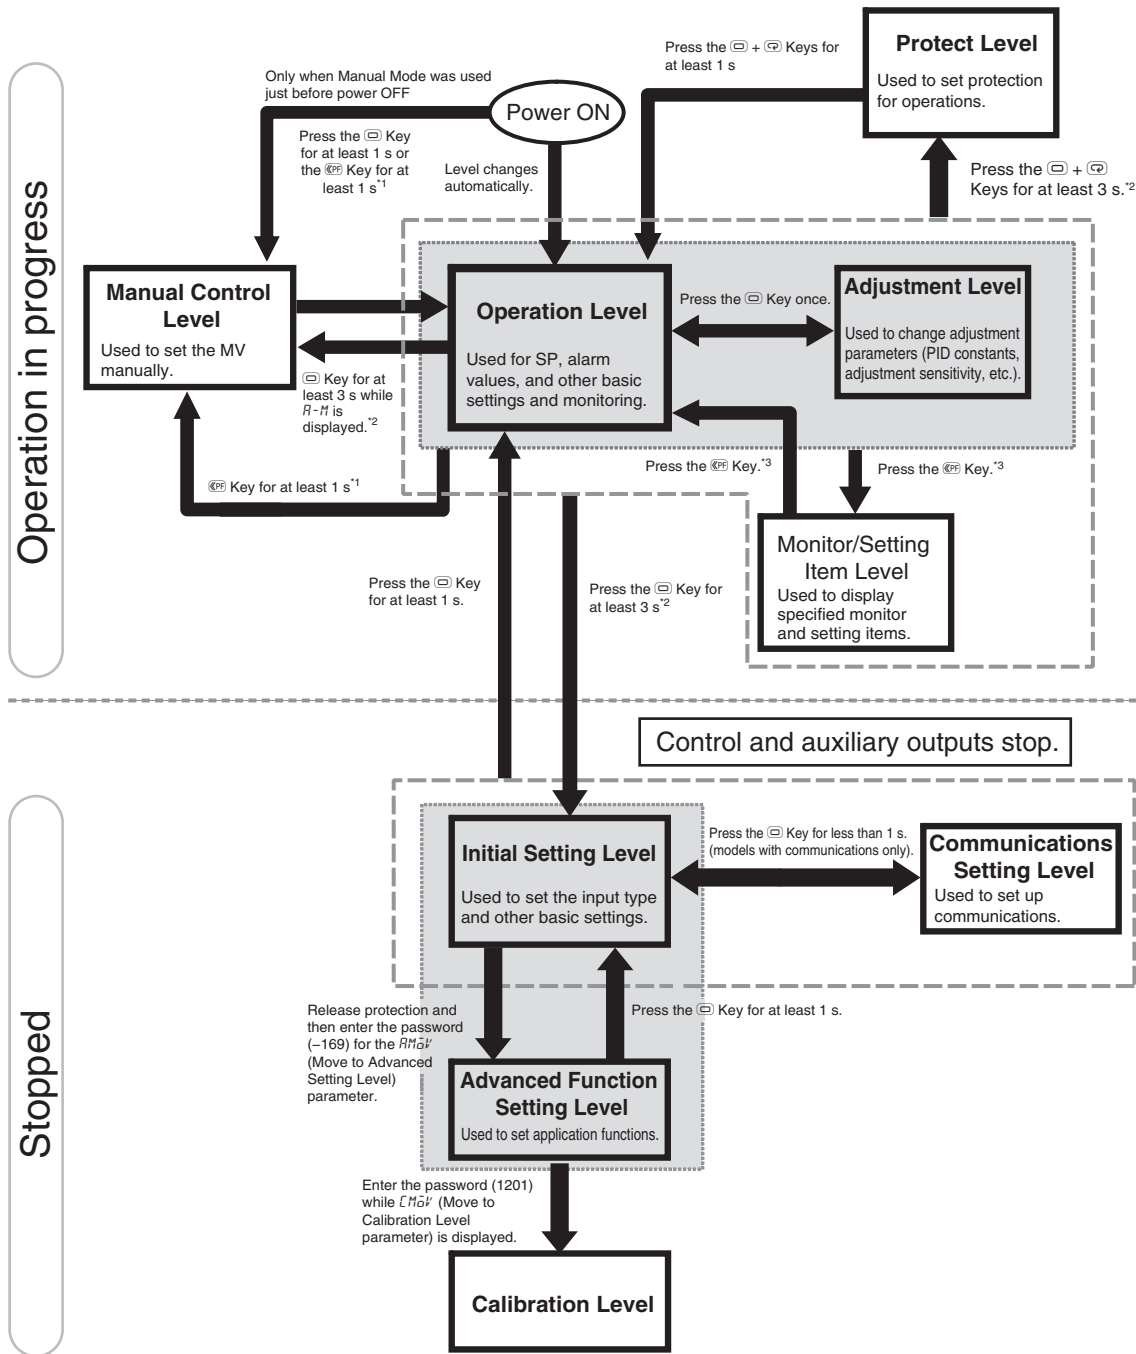 Operation in progress
Only when Manual Mode was used
just before power OFF
Power ON
Press the Key
for at least 1 s or
the PF Key for at
least 1 s*1
Level changes
automatically.
Press the + Keys for
at least 1 s
Protect Level
Used to set protection
for operations.
Press the +
Keys for at least 3 s.*2
Manual Control
Level
Used to set the MV
manually.
Key for at
least 3 s while
A-M is
displayed.*2
PF Key for at least 1 s*1
Operation Level
Used for SP, alarm
values, and other basic
settings and monitoring.
Press the Key once.
Adjustment Level
Used to change adjustment
parameters (PID constants,
adjustment sensitivity, etc.).
Press the PF Key.*3
Press the PF Key.*3
Monitor/Setting
Item Level
Used to display
specified monitor
and setting items.
Press the Key
for at least 1 s.
Press the Key for
at least 3 s*2
Control and auxiliary outputs stop.
Stopped
Initial Setting Level
Used to set the input type
and other basic settings.
Press the Key for less than 1 s.
(models with communications only).
Communications
Setting Level
Used to set up
communications.
Release protection and
then enter the password
(−169) for the AMoV
(Move to Advanced
Setting Level)
parameter.
Press the Key for at least 1 s.
Advanced Function
Setting Level
Used to set application functions.
Enter the password (1201)
while CMoV (Move to
Calibration Level
parameter) is displayed.
Calibration Level